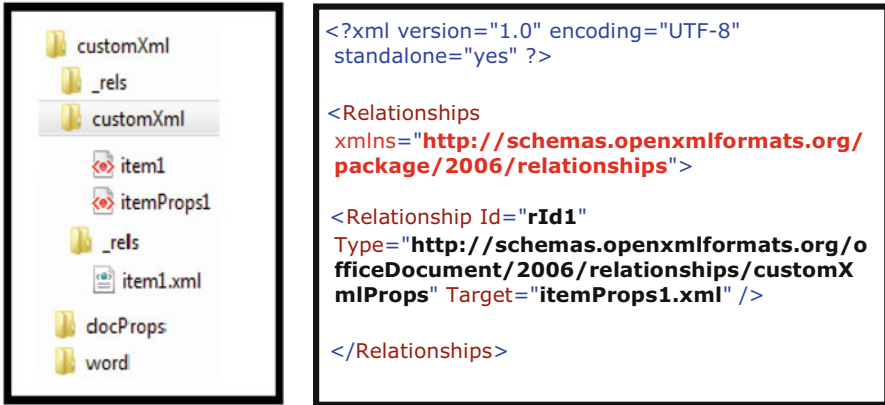 customXml
_rels
customXml
item1
itemProps1
_rels
item1.xml
docProps
word
<?xml version="1.0" encoding="UTF-8"
standalone="yes" ?>
<Relationships
xmlns="http://schemas.openxmlformats.org/
package/2006/relationships">
<Relationship Id="rId1"
Type="http://schemas.openxmlformats.org/o
fficeDocument/2006/relationships/customX
mlProps" Target="itemProps1.xml" />
</Relationships>